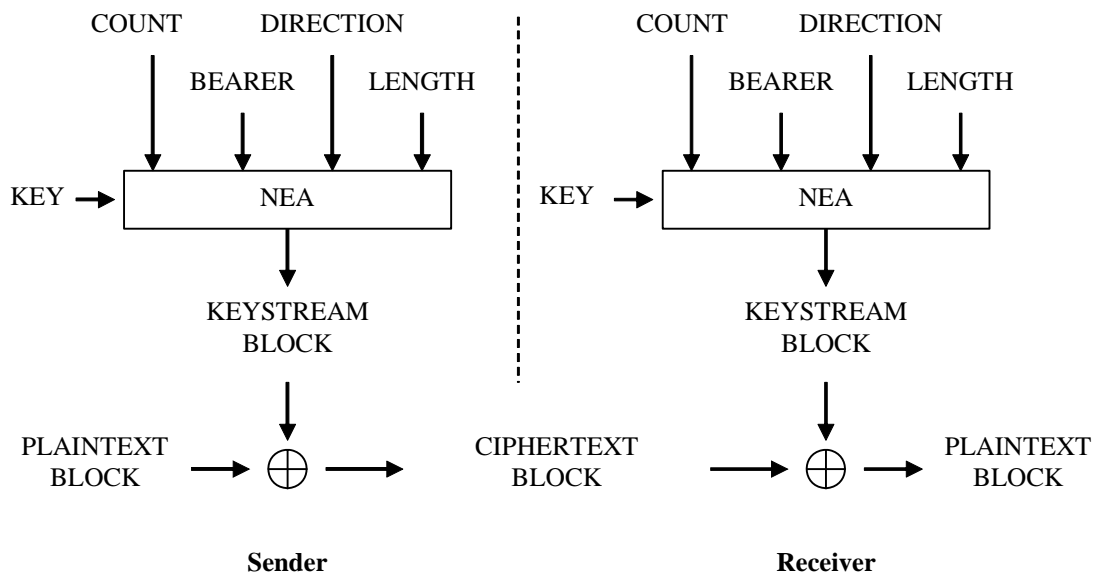 COUNT DIRECTION
BEARER LENGTH
KEY NEA
KEYSTREAM
BLOCK
PLAINTEXT
BLOCK
CIPHERTEXT
BLOCK
Sender
COUNT DIRECTION
BEARER LENGTH
KEY NEA
KEYSTREAM
BLOCK
PLAINTEXT
BLOCK
Receiver